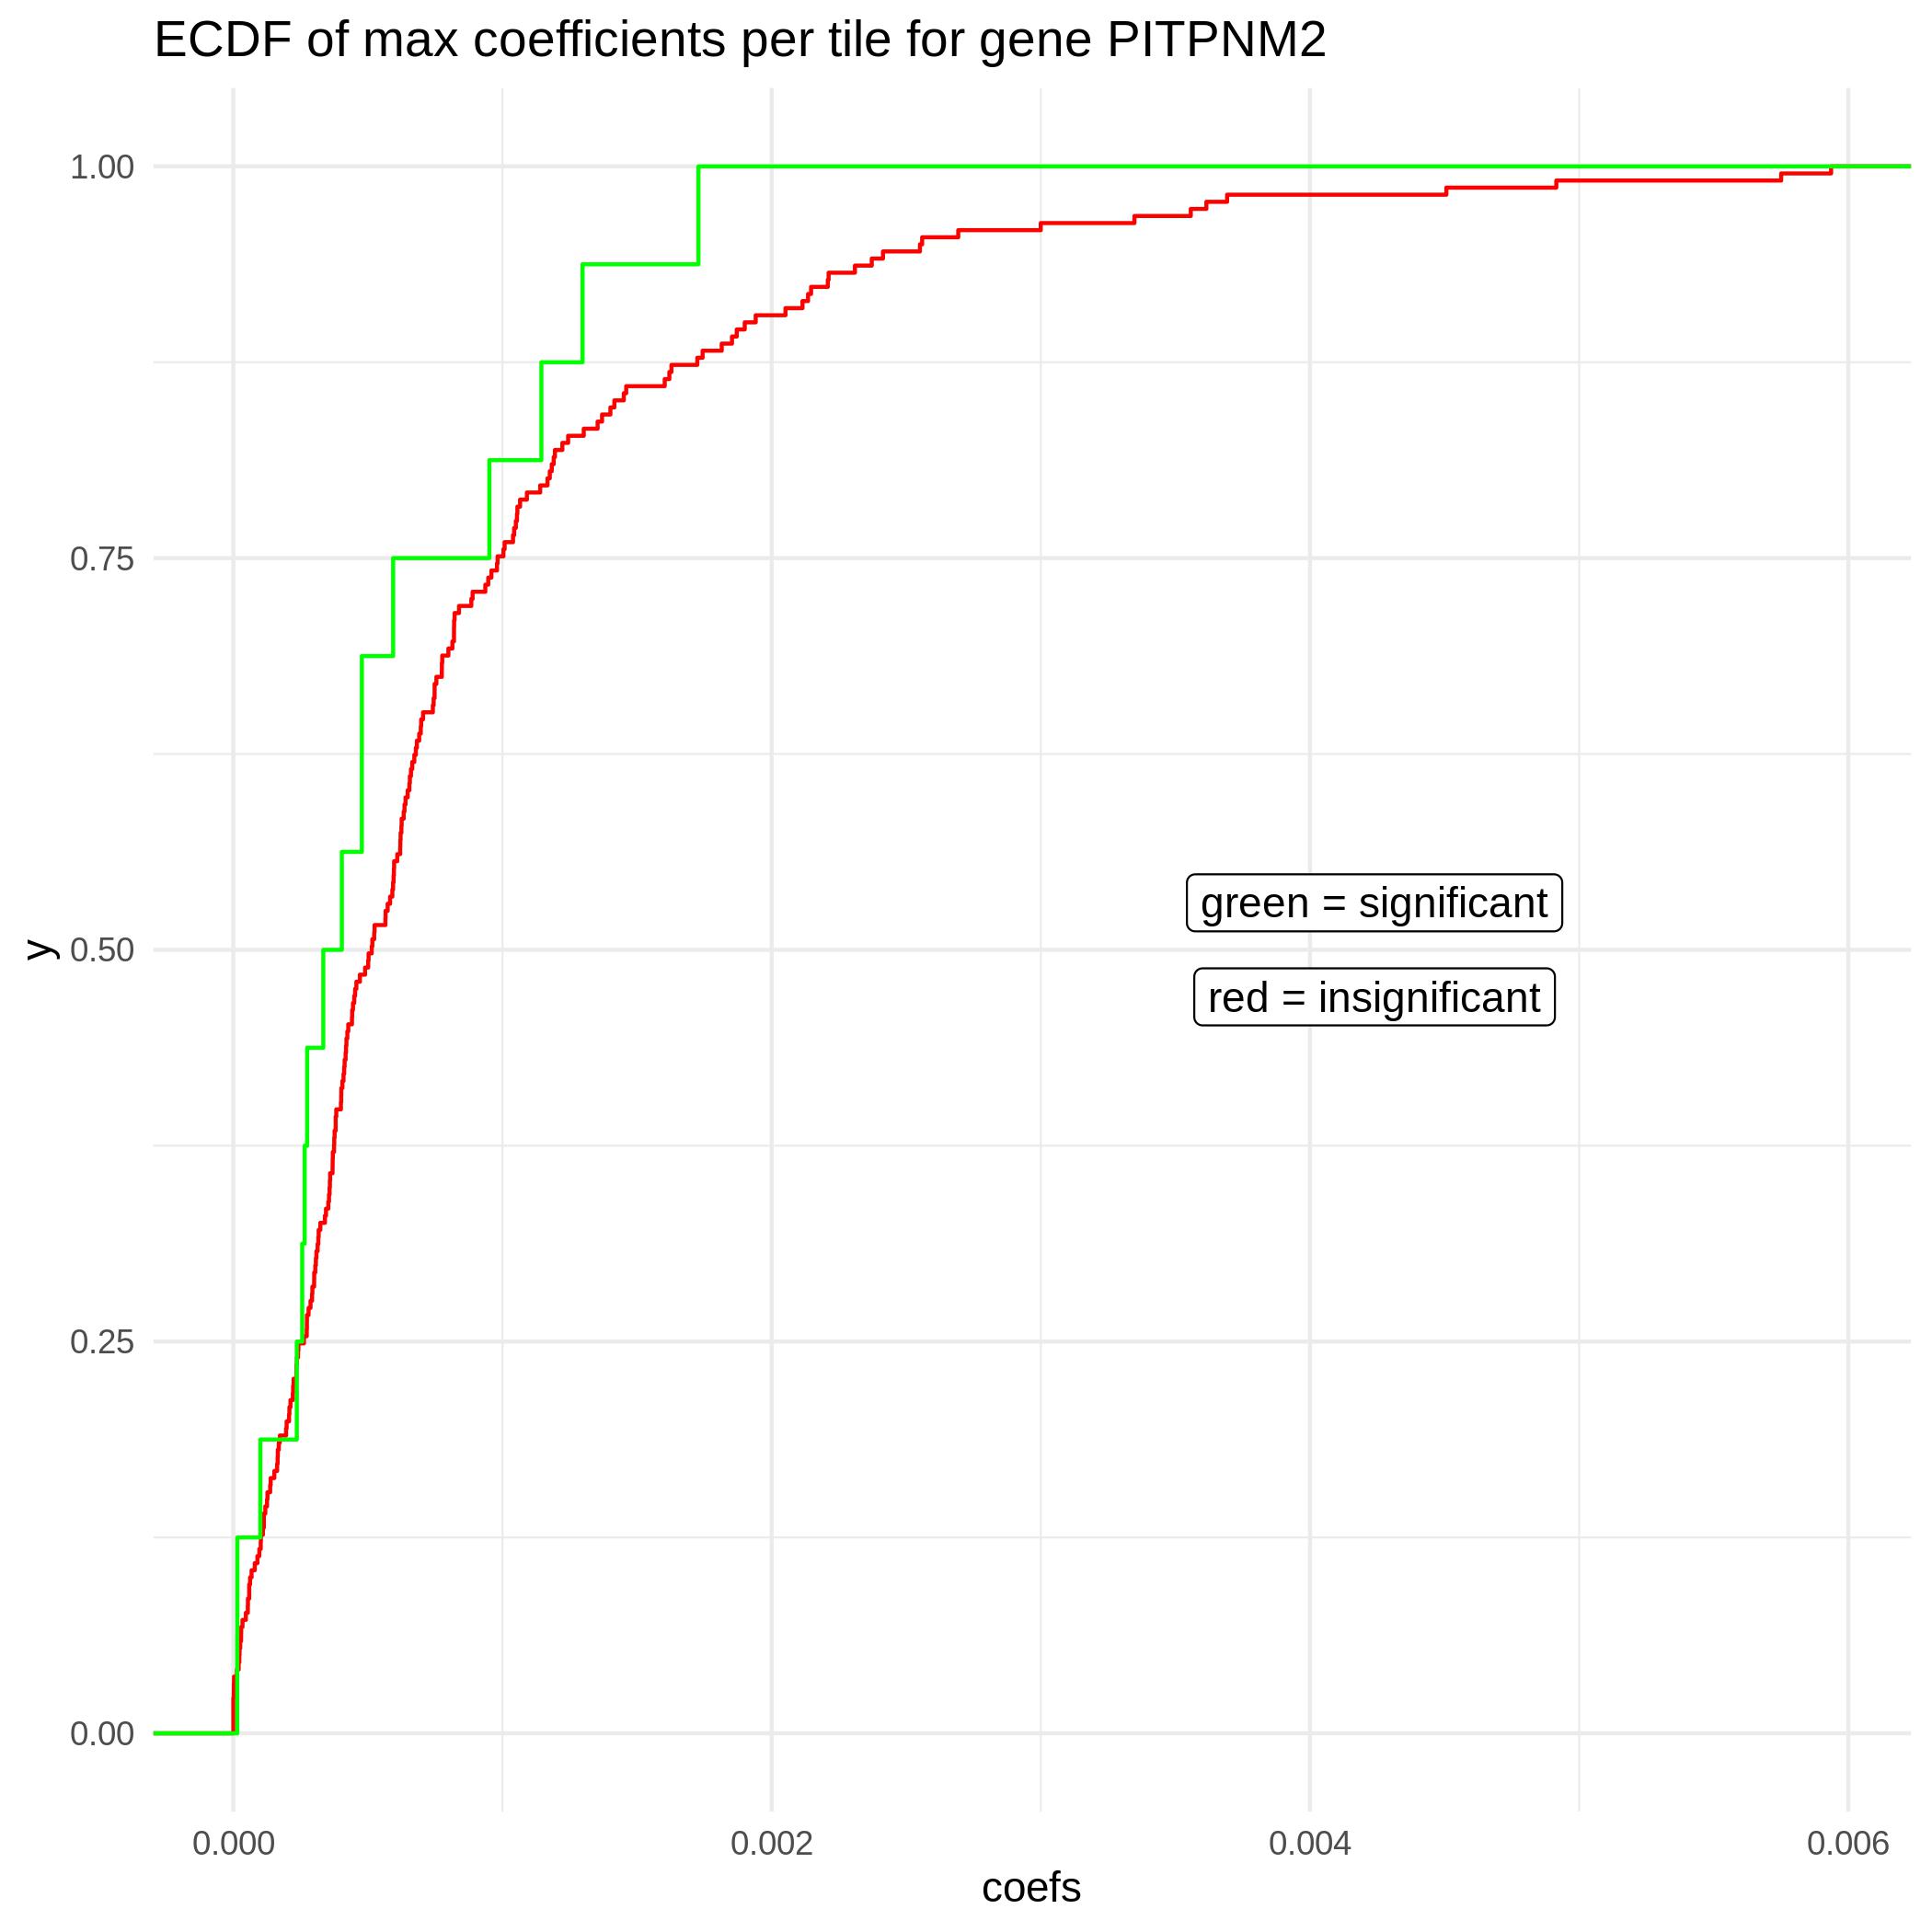 ECDF of max coefficients per tile for gene PITPNM2
1.00
0.75
0.50
0.25
0.00
y
green = significant
red = insignificant
0.000 0.002 0.004 0.006
coefs